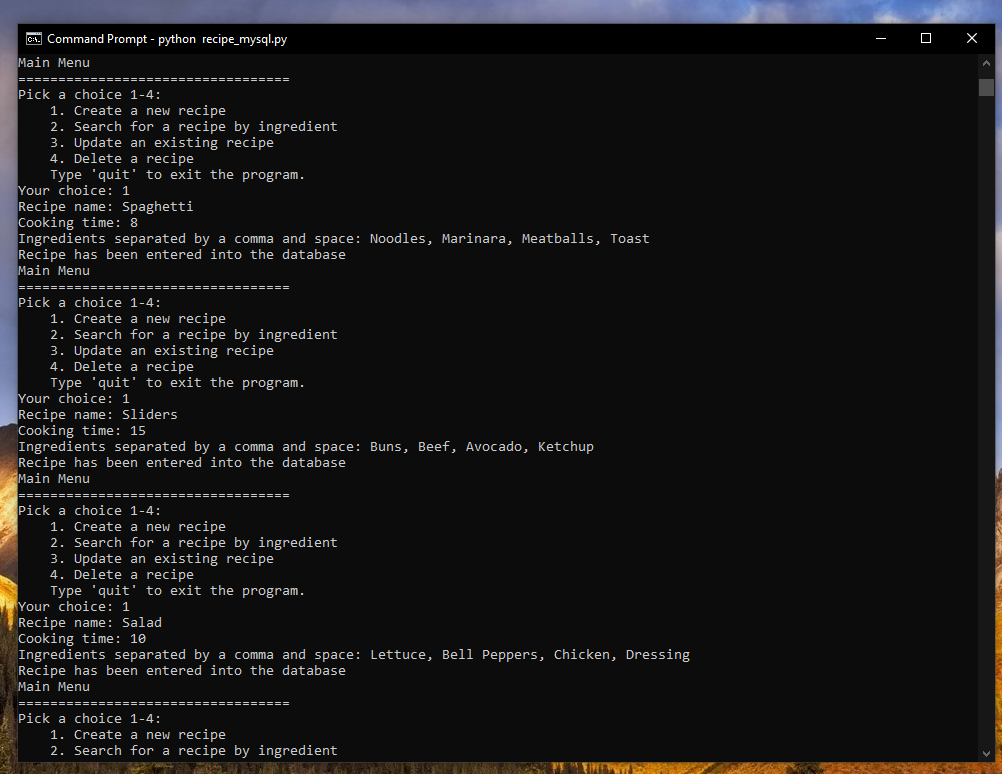 Command Prompt - python  recipe_mysql.py
Main Menu
==================================
Pick a choice 1-4:
    1. Create a new recipe
    2. Search for a recipe by ingredient
    3. Update an existing recipe
    4. Delete a recipe
    Type 'quit' to exit the program.
Your choice: 1
Recipe name: Spaghetti
Cooking time: 8
Ingredients separated by a comma and space: Noodles, Marinara, Meatballs, Toast
Recipe has been entered into the database
Main Menu
==================================
Pick a choice 1-4:
    1. Create a new recipe
    2. Search for a recipe by ingredient
    3. Update an existing recipe
    4. Delete a recipe
    Type 'quit' to exit the program.
Your choice: 1
Recipe name: Sliders
Cooking time: 15
Ingredients separated by a comma and space: Buns, Beef, Avocado, Ketchup
Recipe has been entered into the database
Main Menu
==================================
Pick a choice 1-4:
    1. Create a new recipe
    2. Search for a recipe by ingredient
    3. Update an existing recipe
    4. Delete a recipe
    Type 'quit' to exit the program.
Your choice: 1
Recipe name: Salad
Cooking time: 10
Ingredients separated by a comma and space: Lettuce, Bell Peppers, Chicken, Dressing
Recipe has been entered into the database
Main Menu
==================================
Pick a choice 1-4:
    1. Create a new recipe
    2. Search for a recipe by ingredient